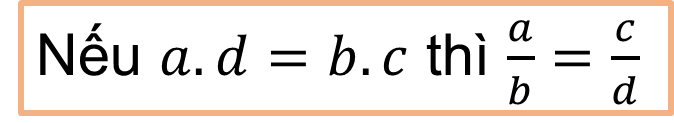 Nếu a.d = b.c thì a/b = c/d